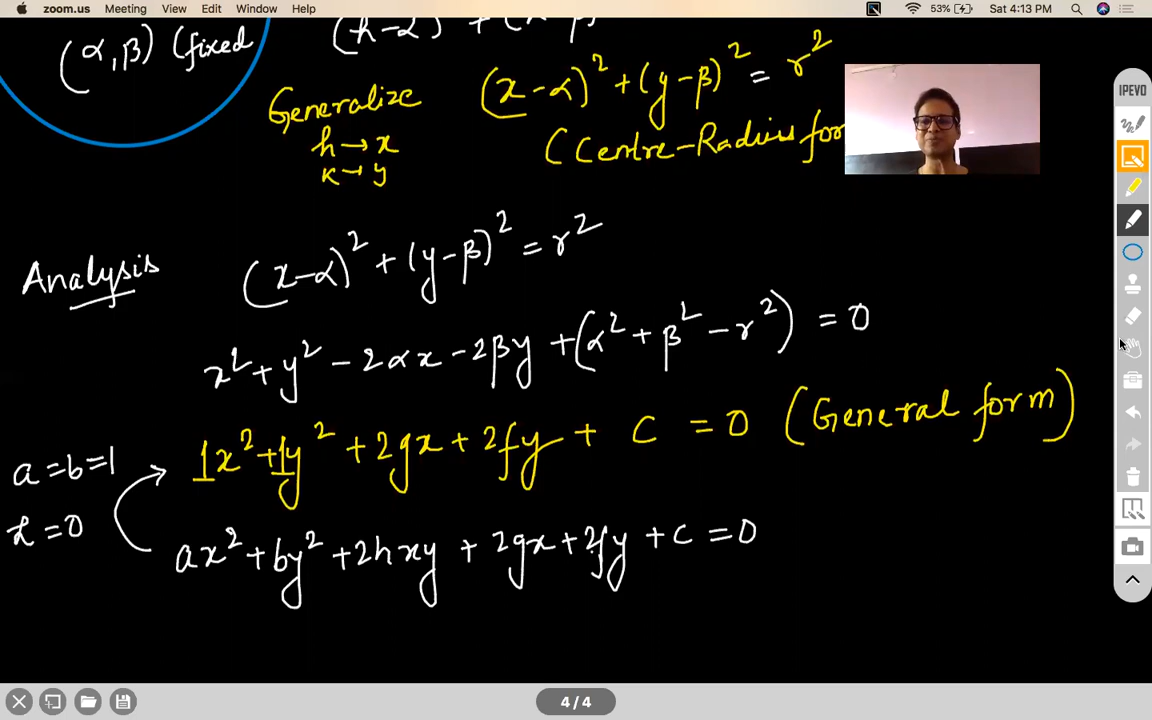 zoom.us Meeting View Edit Window Help 53% Sat 4:13 PM
(α, β) (fixed
(h-α)
Generalize (x-α)² + (y-β)² = r²
h → x (Centre-Radius for
k → y
IPEVO
Analysis (x-α)² + (y-β)² = r²
x² + y² - 2αx - 2βy + (α² + β² - r²) = 0
1x² + 1y² + 2gx + 2fy + c = 0 (General form)
a = b = 1
h = 0
ax² + by² + 2hxy + 2gx + 2fy + c = 0
4/4